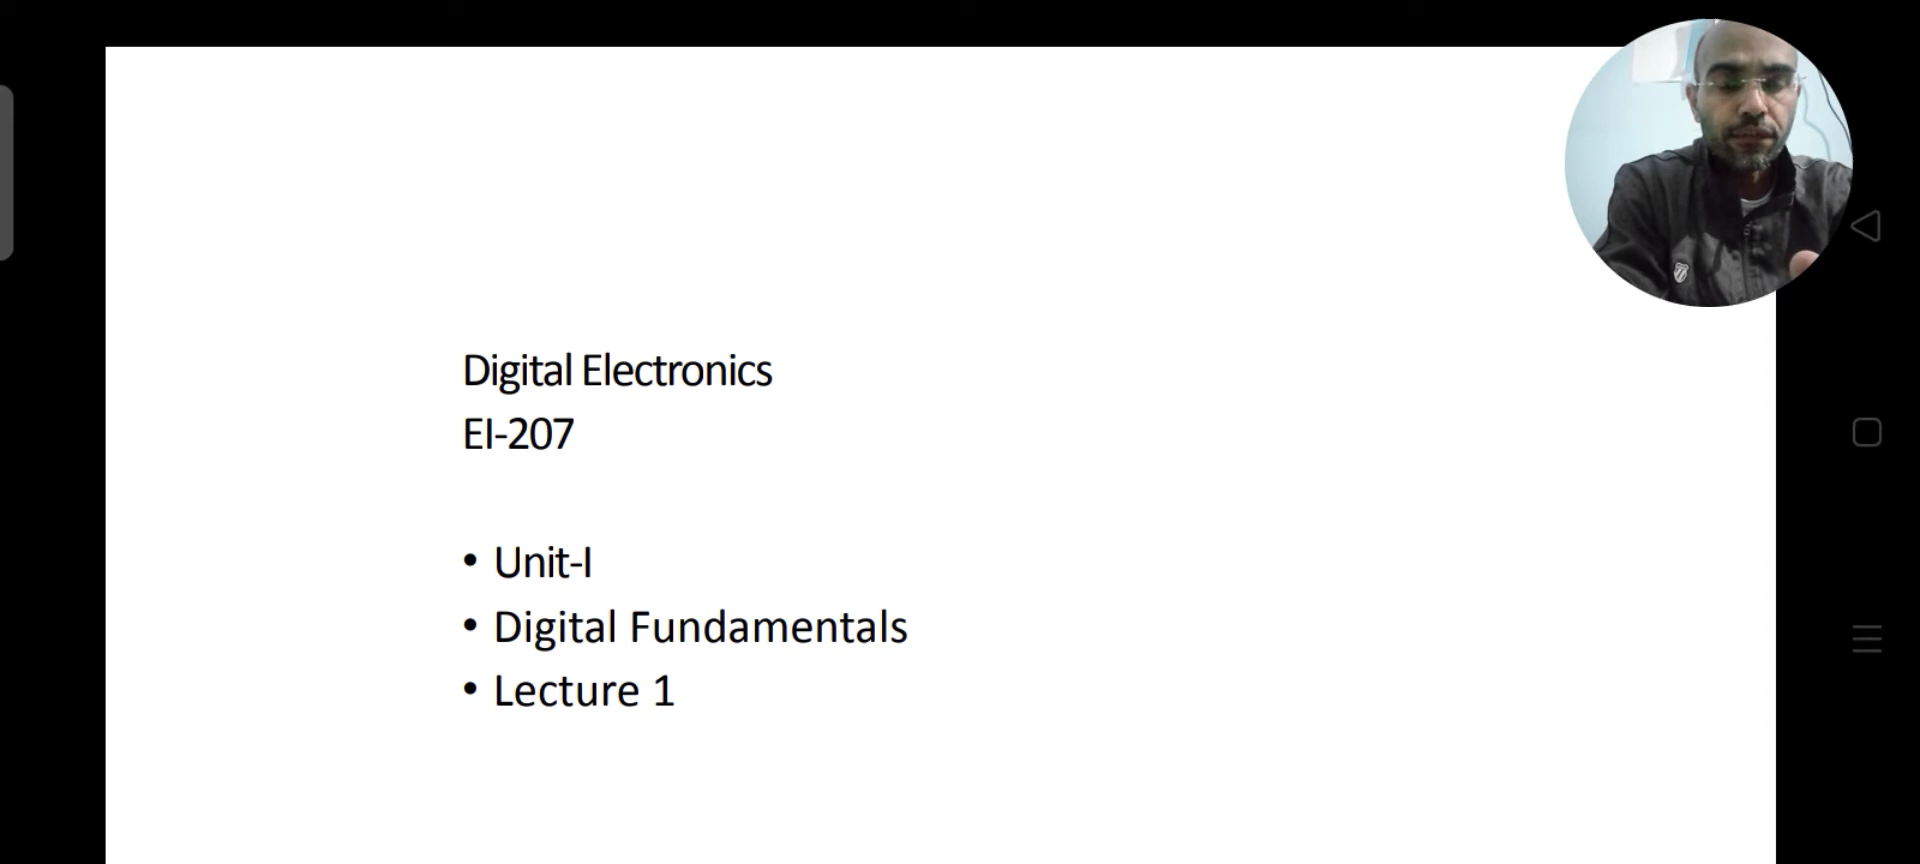 Digital Electronics
EI-207
• Unit-I
• Digital Fundamentals
• Lecture 1